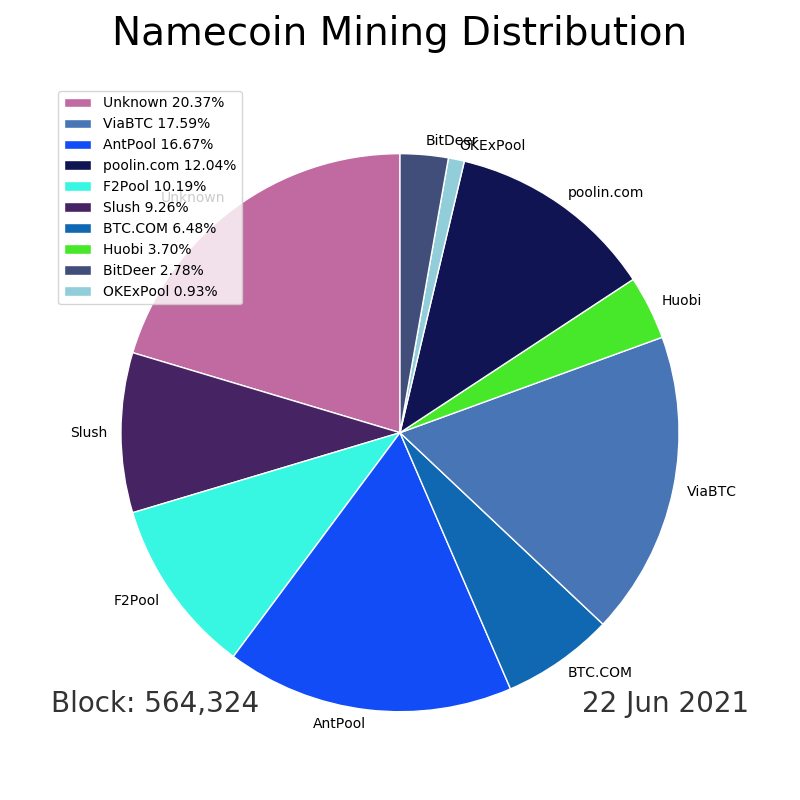 Namecoin Mining Distribution
Unknown 20.37%
ViaBTC 17.59%
AntPool 16.67%
poolin.com 12.04%
F2Pool 10.19%
Slush 9.26%
BTC.COM 6.48%
Huobi 3.70%
BitDeer 2.78%
OKExPool 0.93%
BitDeer
OKExPool
poolin.com
Unknown
Huobi
Slush
ViaBTC
F2Pool
BTC.COM
AntPool
Block: 564,324
22 Jun 2021